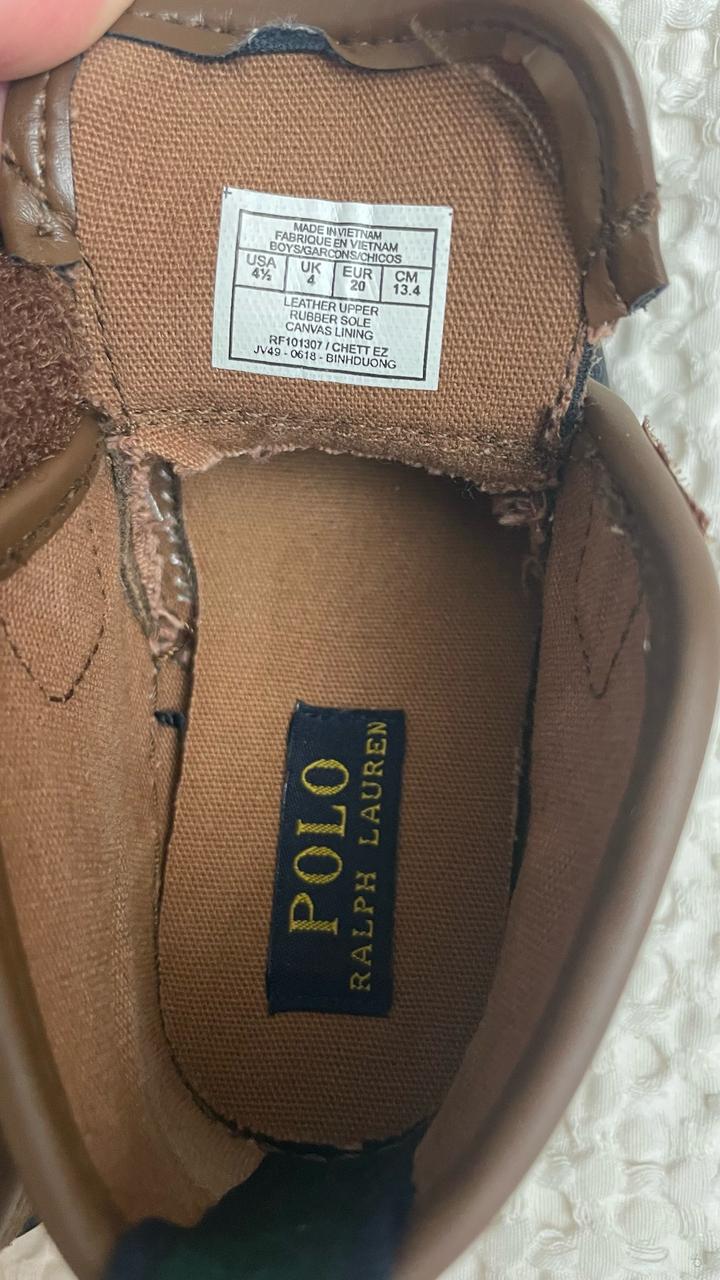 MADE IN VIETNAM
FABRIQUE EN VIETNAM
BOYS/GARCONS/CHICOS
USA UK EUR CM
4½ 4 20 13.4
LEATHER UPPER
RUBBER SOLE
CANVAS LINING
RF101307 / CHETT EZ
JV49 - 0618 - BINHDUONG
POLO
RALPH LAUREN